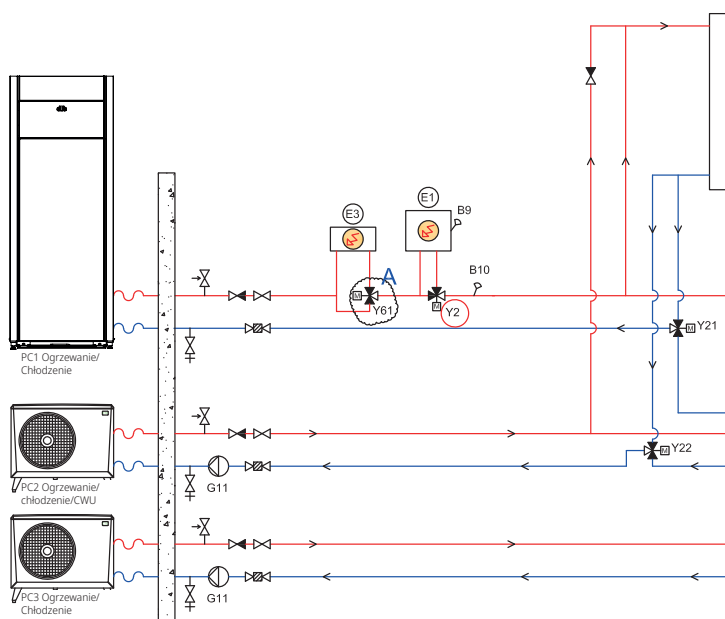 E3
E1
B9
A
B10
M
Y61
M
Y2
PC1 Ogrzewanie/
Chłodzenie
M
Y21
PC2 Ogrzewanie/
chłodzenie/CWU
G11
M
Y22
PC3 Ogrzewanie/
Chłodzenie
G11